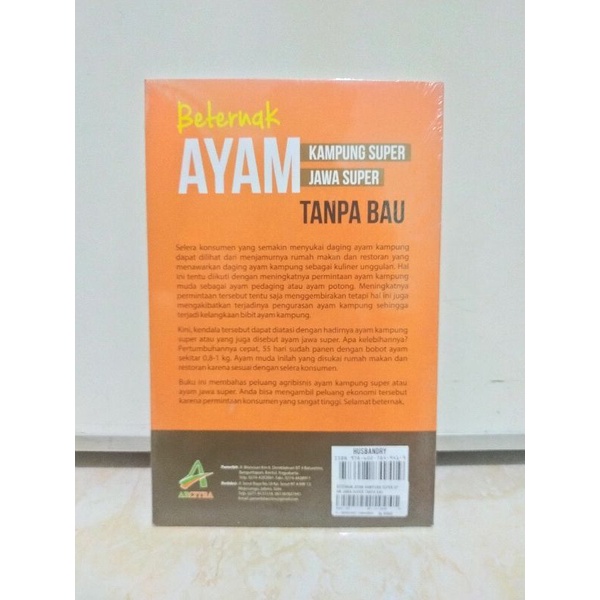 Beternak
AYAM
KAMPUNG SUPER
JAWA SUPER
TANPA BAU
Selera konsumen yang semakin menyukai daging ayam kampung
dapat dilihat dari menjamurnya rumah makan dan restoran yang
menawarkan daging ayam kampung sebagai kuliner unggulan. Hal
ini tentu diikuti dengan meningkatnya permintaan ayam kampung
muda sebagai ayam pedaging atau ayam potong. Meningkatnya
permintaan tersebut tentu saja menggembirakan tetapi hal ini juga
mengakibatkan terjadinya pengurasan ayam kampung sehingga
terjadi kelangkaan bibit ayam kampung.
Kini, kendala tersebut dapat diatasi dengan hadirnya ayam kampung
super atau yang juga disebut ayam jawa super. Apa kelebihannya?
Pertumbuhannya cepat, 55 hari sudah panen dengan bobot ayam
sekitar 0,8-1 kg. Ayam muda inilah yang disukai rumah makan dan
restoran karena sesuai dengan selera konsumen.
Buku ini membahas peluang agribisnis ayam kampung super atau
ayam jawa super. Anda bisa mengambil peluang ekonomi tersebut
karena permintaan konsumen yang sangat tinggi. Selamat beternak.
ARCITRA
Penerbit:
Redaksi:
HUSBANDRY